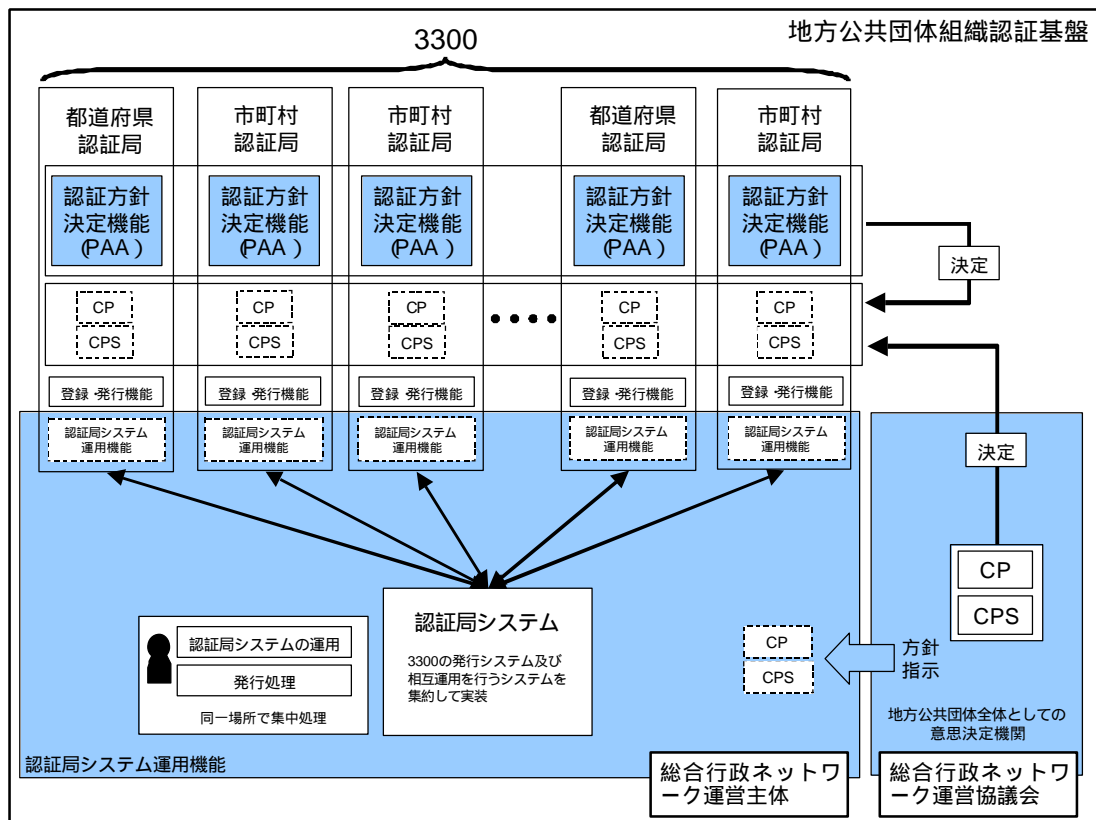 地方公共団体組織認証基盤
3300
都道府県
認証局
市町村
認証局
市町村
認証局
都道府県
認証局
市町村
認証局
認証方針
決定機能
(PAA)
認証方針
決定機能
(PAA)
認証方針
決定機能
(PAA)
認証方針
決定機能
(PAA)
認証方針
決定機能
(PAA)
決定
CP
CPS
CP
CPS
CP
CPS
CP
CPS
CP
CPS
登録・発行機能
登録・発行機能
登録・発行機能
登録・発行機能
登録・発行機能
認証局システム
運用機能
認証局システム
運用機能
認証局システム
運用機能
認証局システム
運用機能
認証局システム
運用機能
決定
CP
CPS
認証局システム
3300の発行システム及び
相互運用を行うシステムを
集約して実装
認証局システムの運用
発行処理
同一場所で集中処理
CP
CPS
方針
指示
地方公共団体全体としての
意思決定機関
認証局システム運用機能
総合行政ネットワ
ーク運営主体
総合行政ネットワ
ーク運営協議会